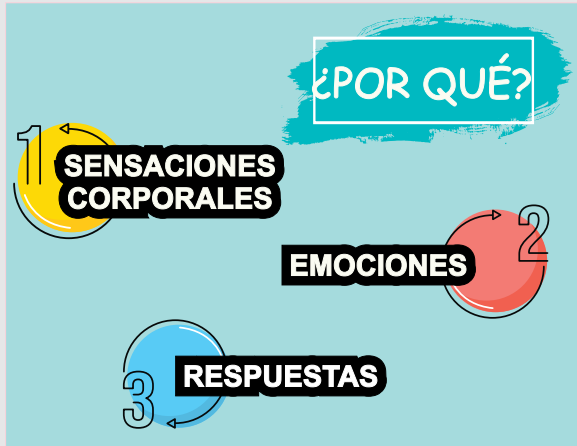 ¿POR QUÉ?
1
SENSACIONES
CORPORALES
2
EMOCIONES
3
RESPUESTAS